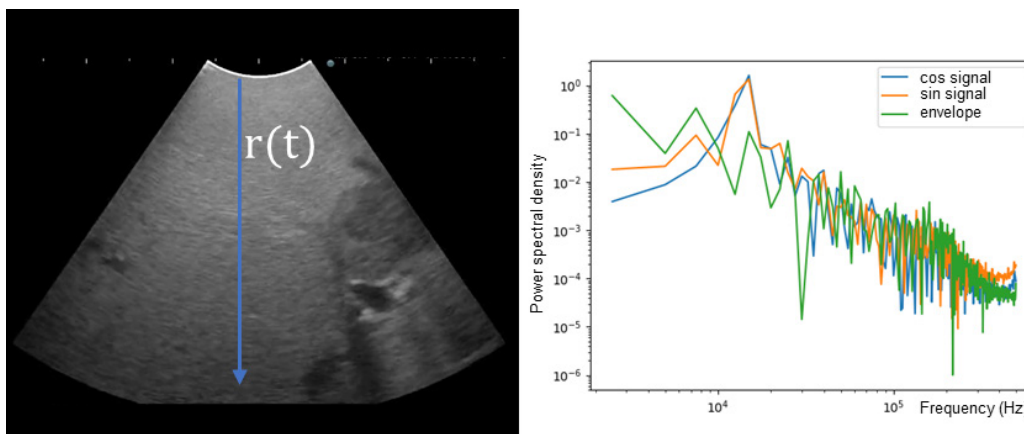 r(t)
cos signal
sin signal
envelope
Power spectral density
10⁰
10⁻¹
10⁻²
10⁻³
10⁻⁴
10⁻⁵
10⁻⁶
10⁴
10⁵
Frequency (Hz